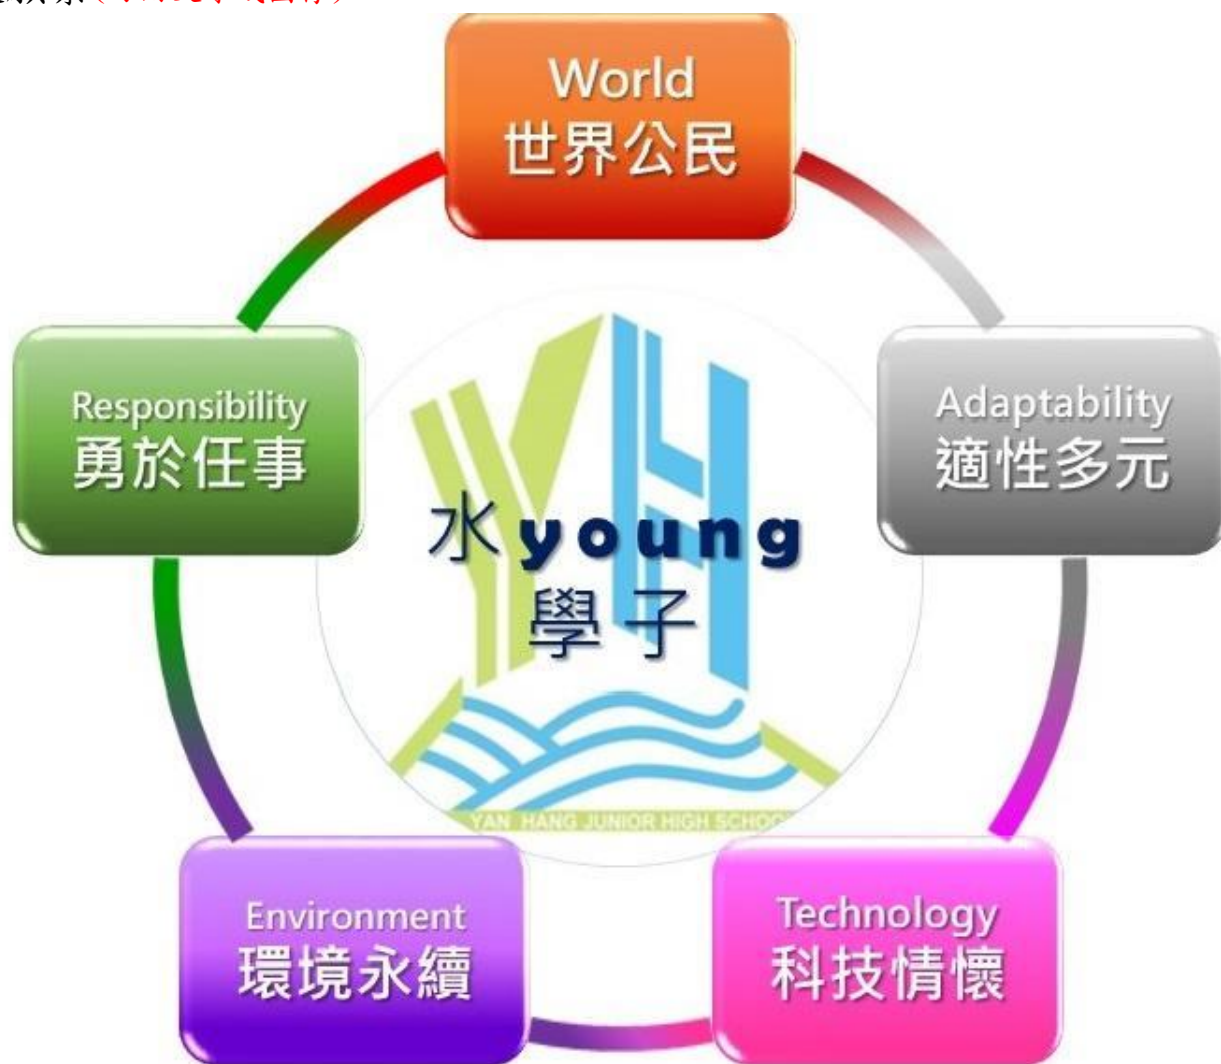 World
世界公民
Adaptability
適性多元
Technology
科技情懷
Environment
環境永續
Responsibility
勇於任事
水young
學子
YAN HANG JUNIOR HIGH SCHOOL